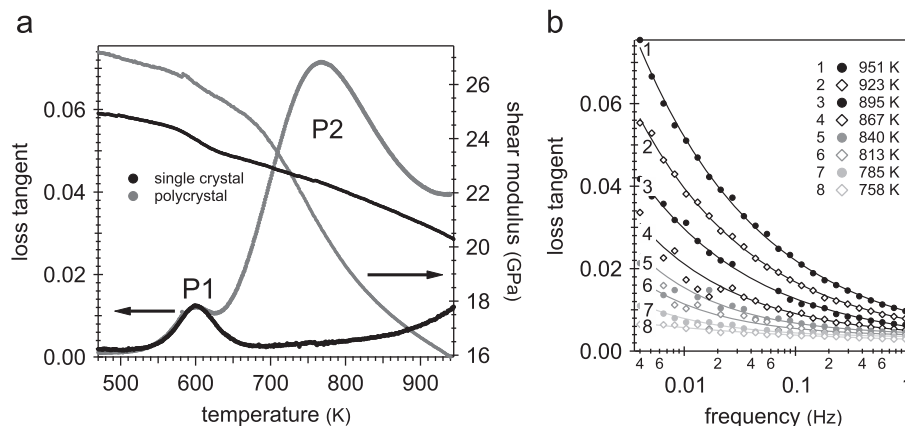 a
loss tangent
0.06
0.04
0.02
0.00
500
600
700
800
900
temperature (K)
P1
P2
single crystal
polycrystal
26
24
22
20
18
16
shear modulus (GPa)
b
loss tangent
0.06
0.04
0.02
0.00
1
2
3
4
5
6
7
8
1 951 K
2 923 K
3 895 K
4 867 K
5 840 K
6 813 K
7 785 K
8 758 K
4 6 2 4 6 2 4 6
0.01 0.1 1
frequency (Hz)